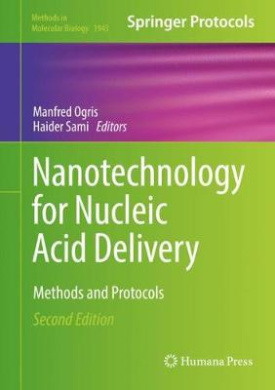 Methods in
Springer Protocols
Molecular Biology 1943
Manfred Ogris
Haider Sami Editors
Nanotechnology
for Nucleic
Acid Delivery
Methods and Protocols
Second Edition
Humana Press